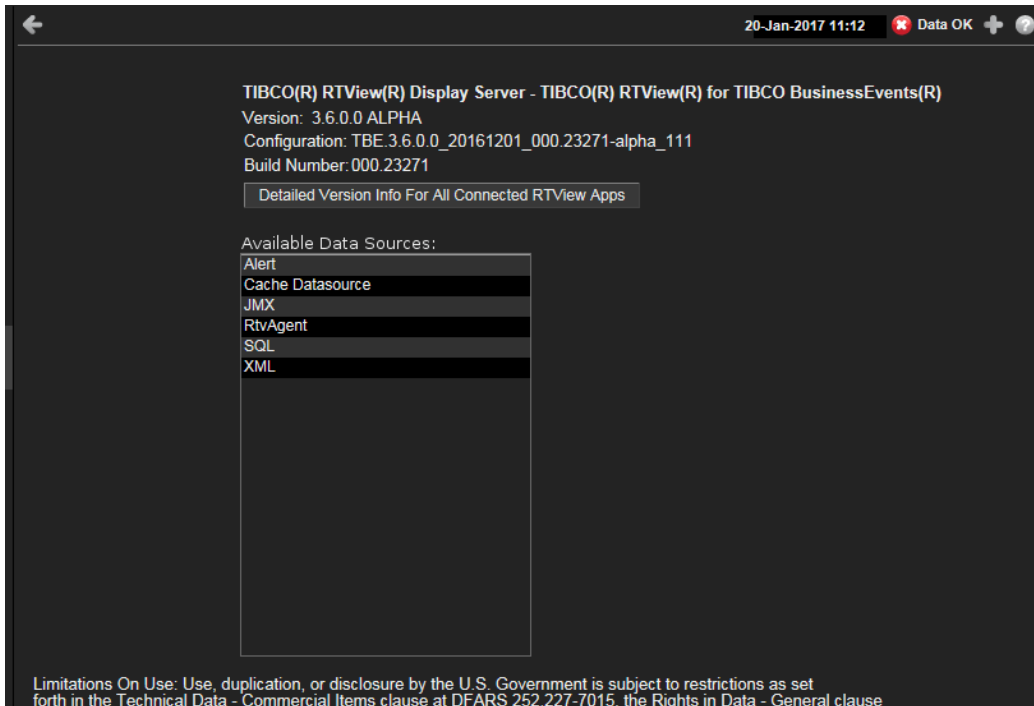 20-Jan-2017 11:12 Data OK
TIBCO(R) RTView(R) Display Server - TIBCO(R) RTView(R) for TIBCO BusinessEvents(R)
Version: 3.6.0.0 ALPHA
Configuration: TBE.3.6.0.0_20161201_000.23271-alpha_111
Build Number: 000.23271
Detailed Version Info For All Connected RTView Apps
Available Data Sources:
Alert
Cache Datasource
JMX
RtvAgent
SQL
XML
Limitations On Use: Use, duplication, or disclosure by the U.S. Government is subject to restrictions as set
forth in the Technical Data - Commercial Items clause at DFARS 252.227-7015, the Rights in Data - General clause